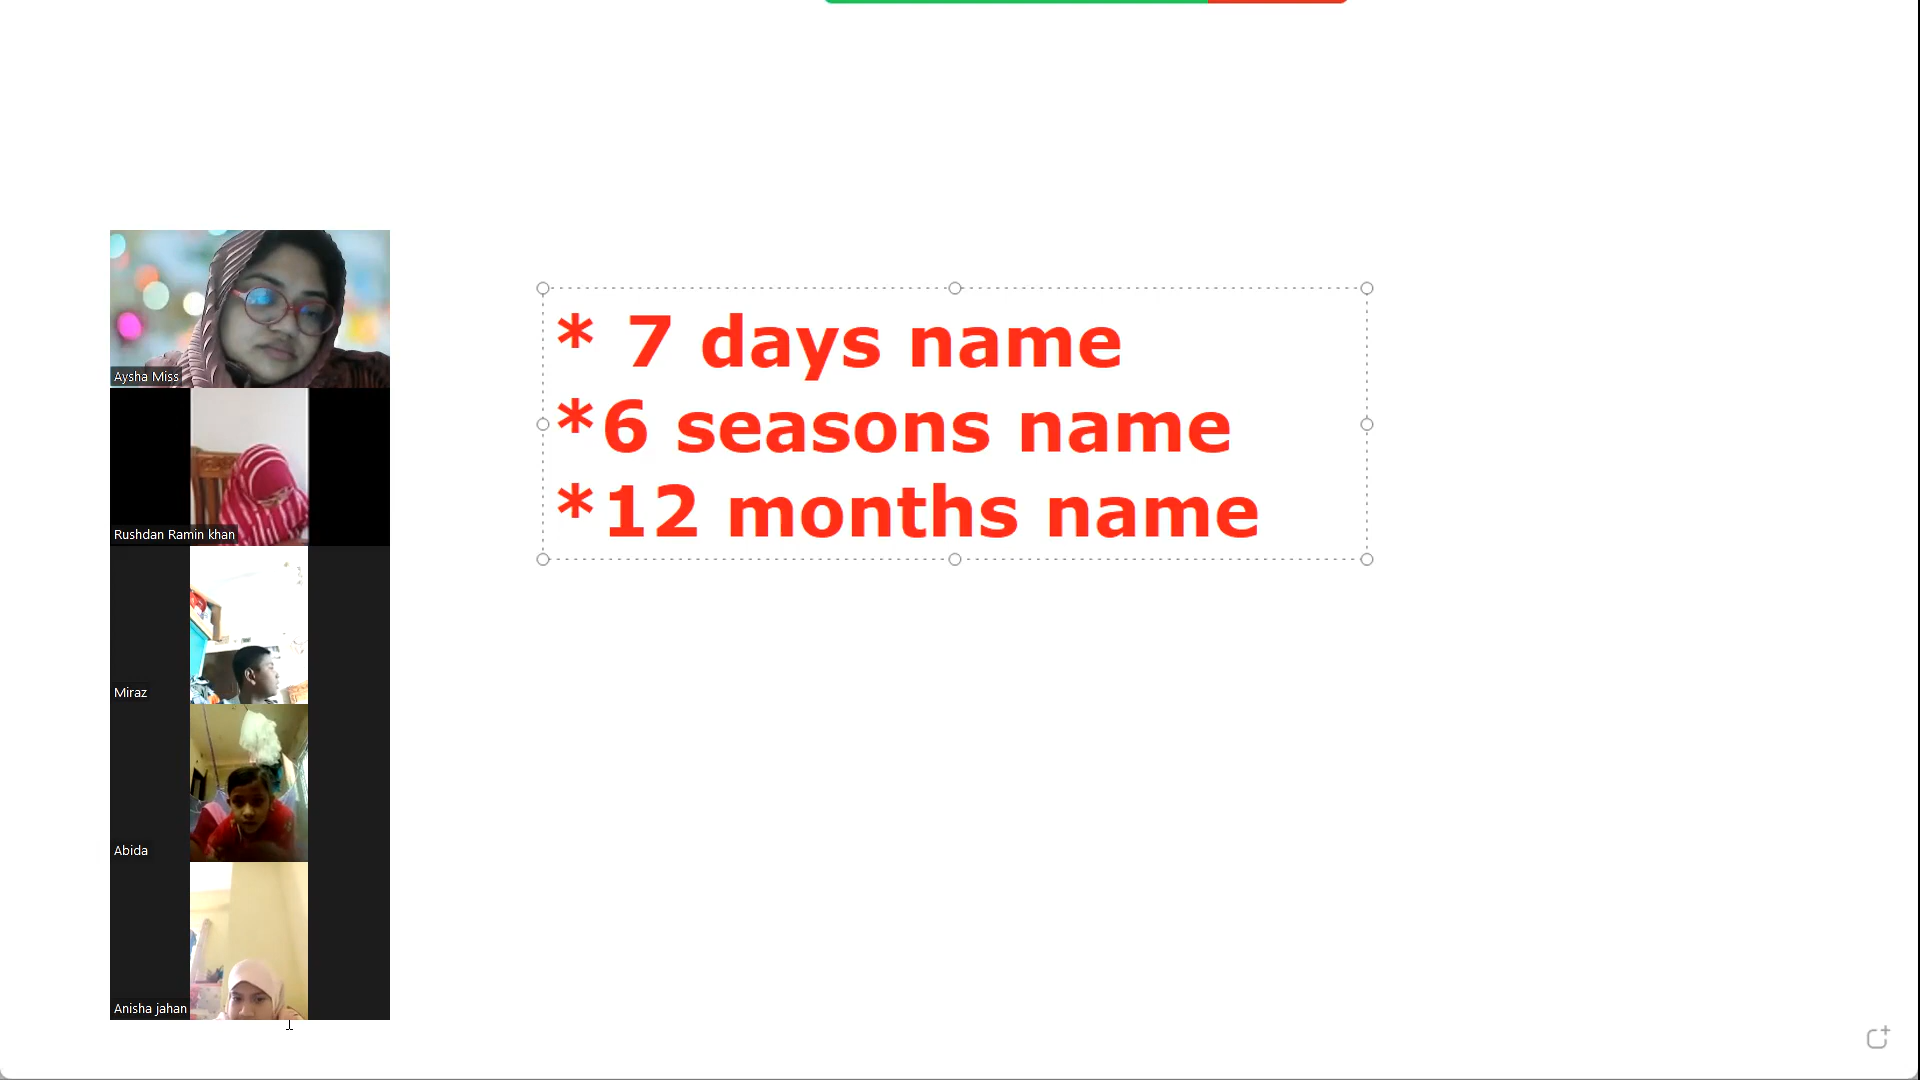 * 7 days name
*6 seasons name
*12 months name
Aysha Miss
Rushdan Ramin khan
Miraz
Abida
Anisha jahan